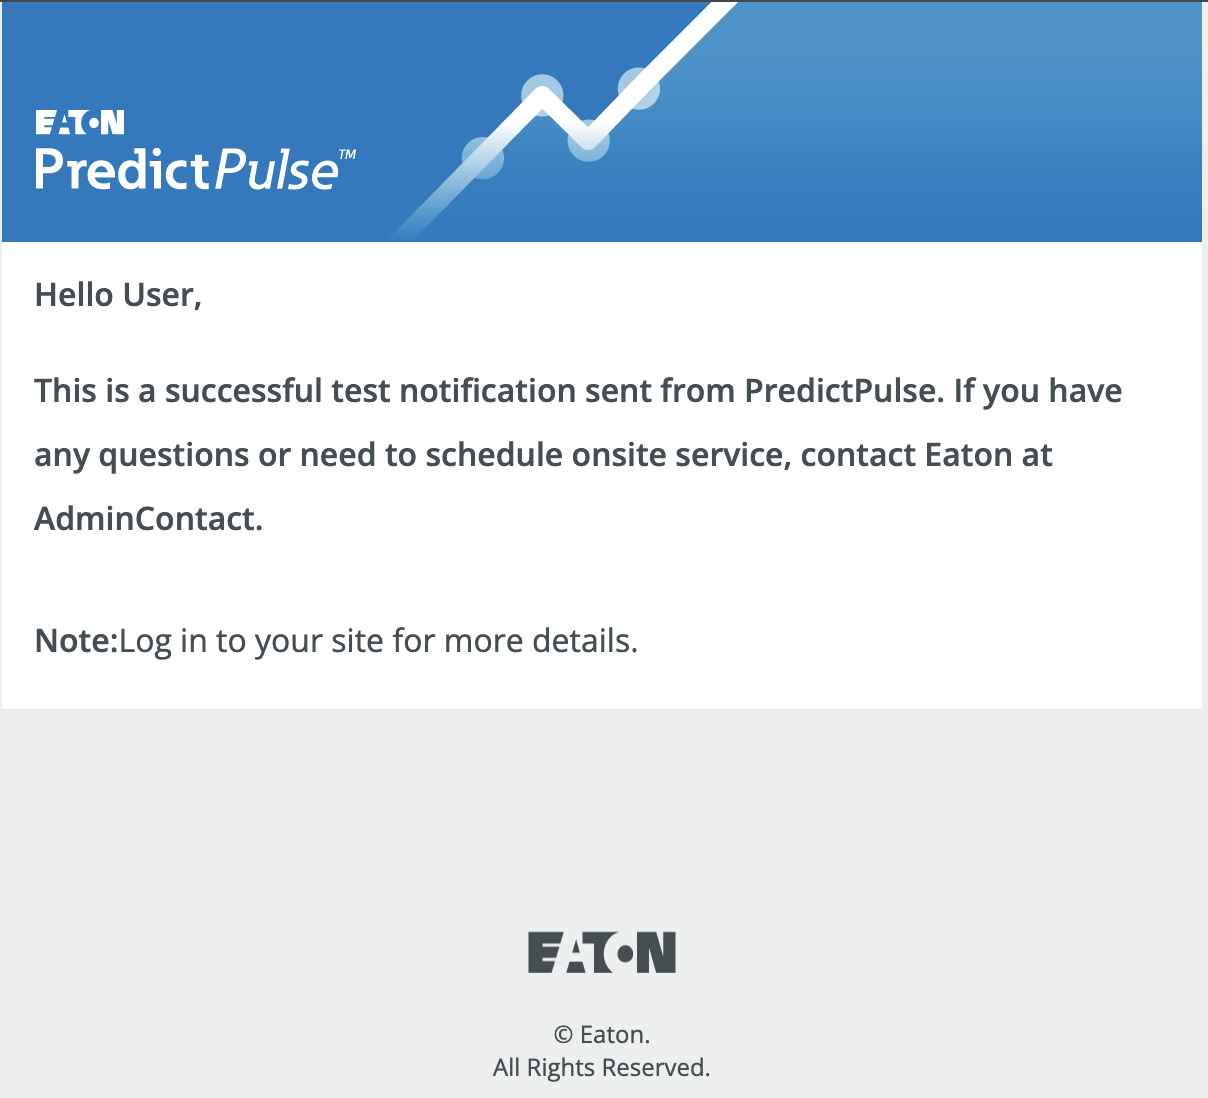 EATON
PredictPulse™
Hello User,
This is a successful test notification sent from PredictPulse. If you have
any questions or need to schedule onsite service, contact Eaton at
AdminContact.
Note:Log in to your site for more details.
EATON
© Eaton.
All Rights Reserved.